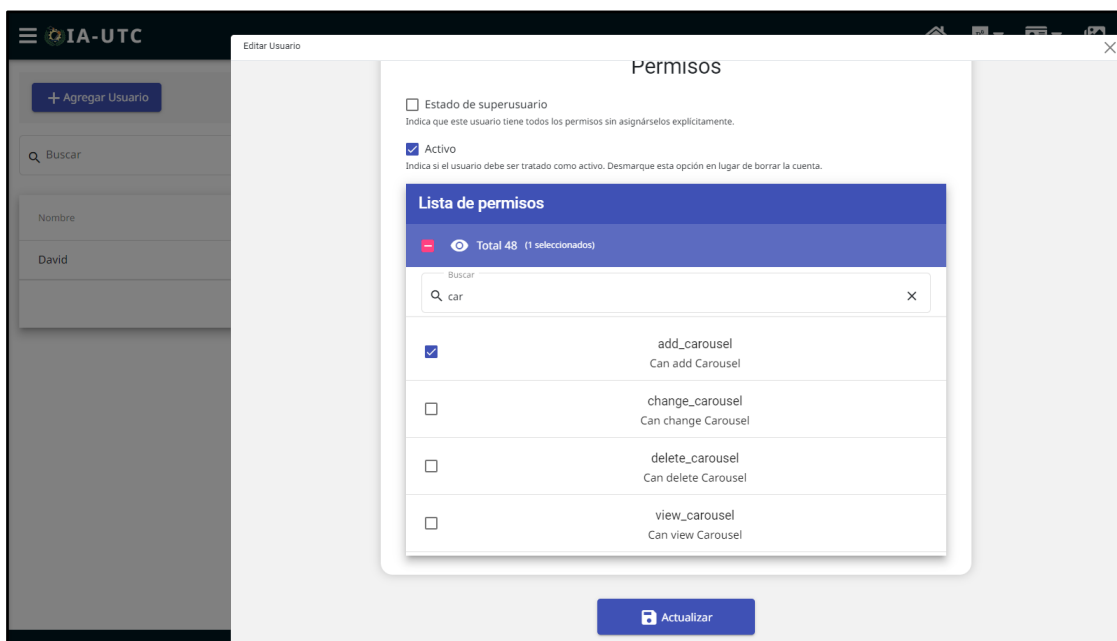 IA-UTC
Editar Usuario
Agregar Usuario
Buscar
Nombre
David
Permisos
Estado de superusuario
Indica que este usuario tiene todos los permisos sin asignárselos explícitamente.
Activo
Indica si el usuario debe ser tratado como activo. Desmarque esta opción en lugar de borrar la cuenta.
Lista de permisos
Total 48 (1 seleccionados)
Buscar
car
add_carousel
Can add Carousel
change_carousel
Can change Carousel
delete_carousel
Can delete Carousel
view_carousel
Can view Carousel
Actualizar